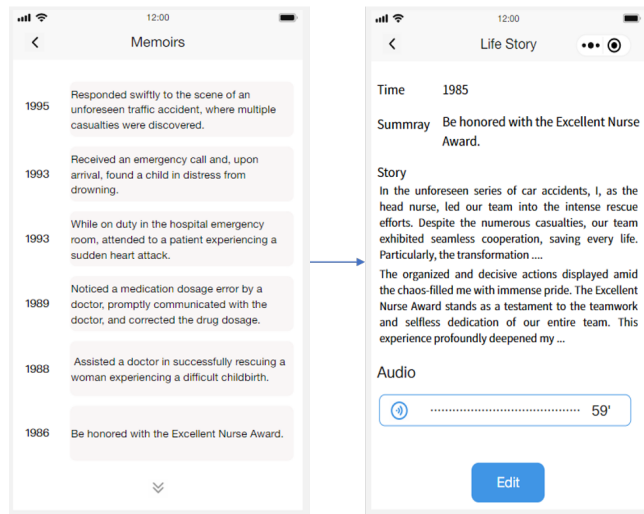 12:00
Memoirs
1995
Responded swiftly to the scene of an
unforeseen traffic accident, where multiple
casualties were discovered.
1993
Received an emergency call and, upon
arrival, found a child in distress from
drowning.
1993
While on duty in the hospital emergency
room, attended to a patient experiencing a
sudden heart attack.
1989
Noticed a medication dosage error by a
doctor, promptly communicated with the
doctor, and corrected the drug dosage.
1988
Assisted a doctor in successfully rescuing a
woman experiencing a difficult childbirth.
1986
Be honored with the Excellent Nurse Award.
12:00
Life Story
Time 1985
Summray Be honored with the Excellent Nurse
Award.
Story
In the unforeseen series of car accidents, I, as the
head nurse, led our team into the intense rescue
efforts. Despite the numerous casualties, our team
exhibited seamless cooperation, saving every life.
Particularly, the transformation ....
The organized and decisive actions displayed amid
the chaos-filled me with immense pride. The Excellent
Nurse Award stands as a testament to the teamwork
and selfless dedication of our entire team. This
experience profoundly deepened my ...
Audio
59'
Edit